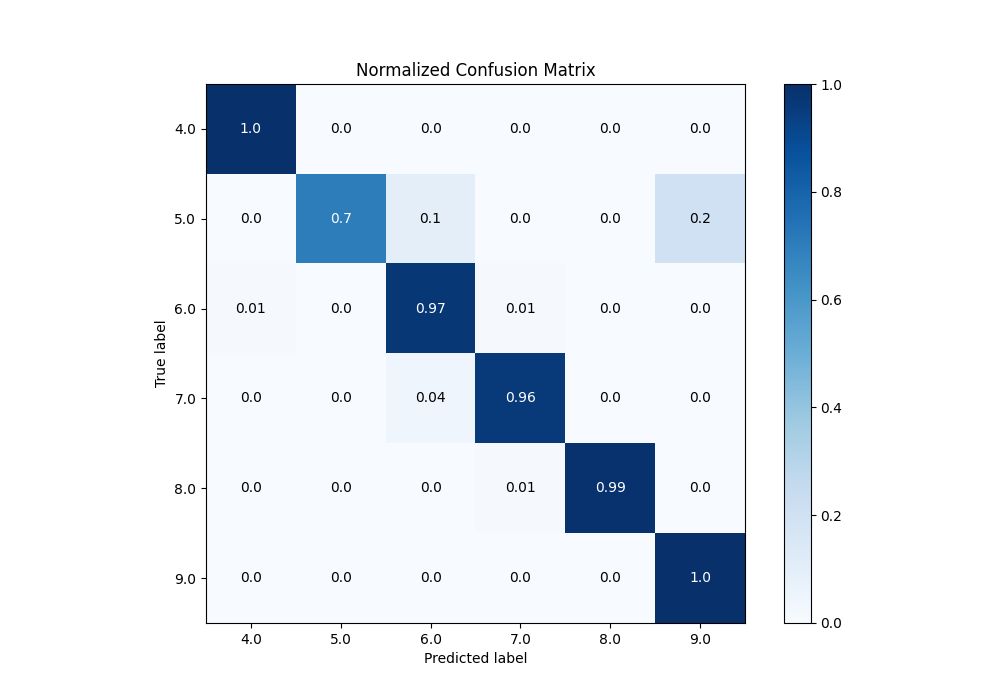 Normalized Confusion Matrix
4.0 1.0 0.0 0.0 0.0 0.0 0.0
5.0 0.0 0.7 0.1 0.0 0.0 0.2
6.0 0.01 0.0 0.97 0.01 0.0 0.0
7.0 0.0 0.0 0.04 0.96 0.0 0.0
8.0 0.0 0.0 0.0 0.01 0.99 0.0
9.0 0.0 0.0 0.0 0.0 0.0 1.0
4.0 5.0 6.0 7.0 8.0 9.0
True label
Predicted label
1.0
0.8
0.6
0.4
0.2
0.0